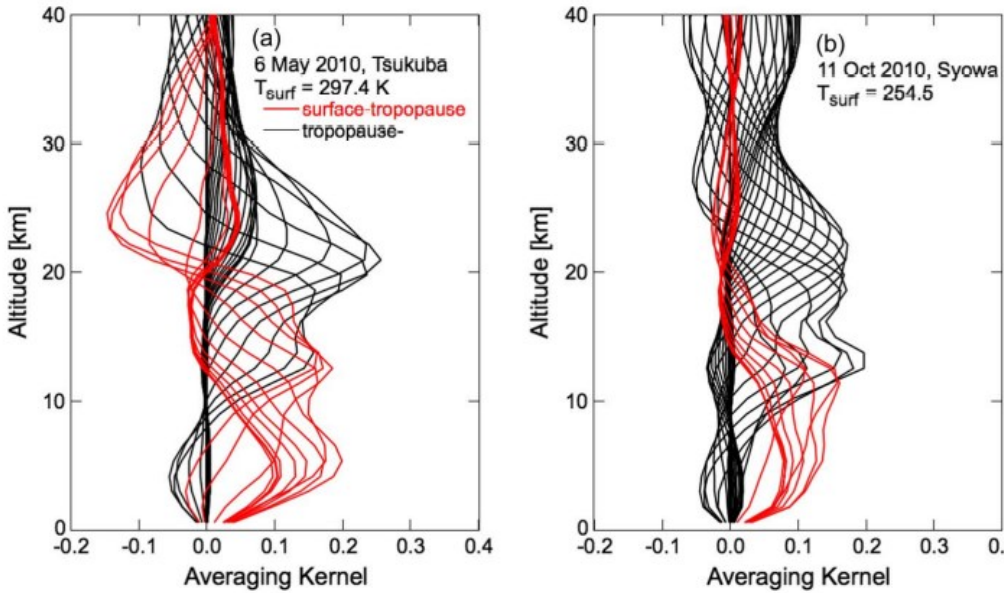 40
30
20
10
0
Altitude [km]
(a)
6 May 2010, Tsukuba
Tsurf = 297.4 K
surface-tropopause
tropopause-
-0.2 -0.1 0.0 0.1 0.2 0.3 0.4
Averaging Kernel
40
30
20
10
0
Altitude [km]
(b)
11 Oct 2010, Syowa
Tsurf = 254.5
-0.2 -0.1 0.0 0.1 0.2 0.3 0.
Averaging Kernel